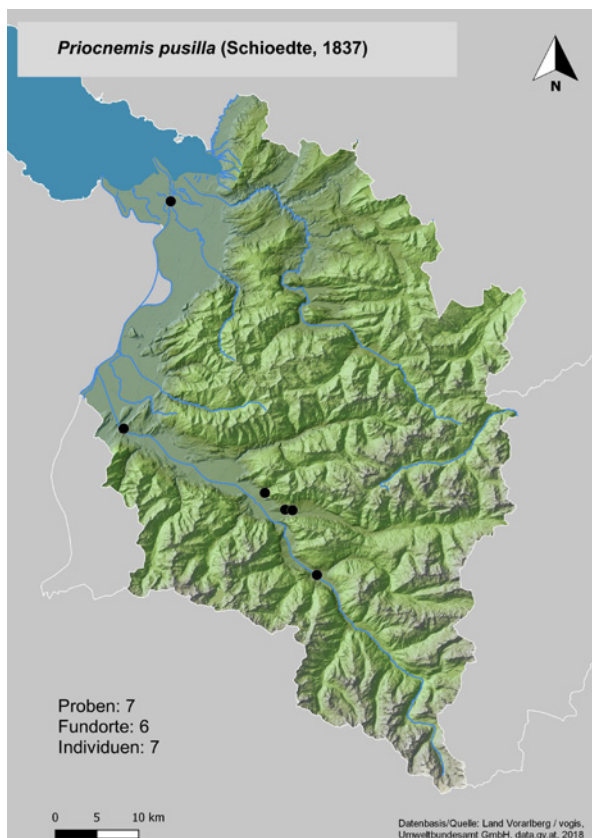 Priocnemis pusilla (Schioedte, 1837)
N
Proben: 7
Fundorte: 6
Individuen: 7
0 5 10 km
Datenbasis/Quelle: Land Vorarlberg / vogis,
Umweltbundesamt GmbH, data.gv.at, 2018